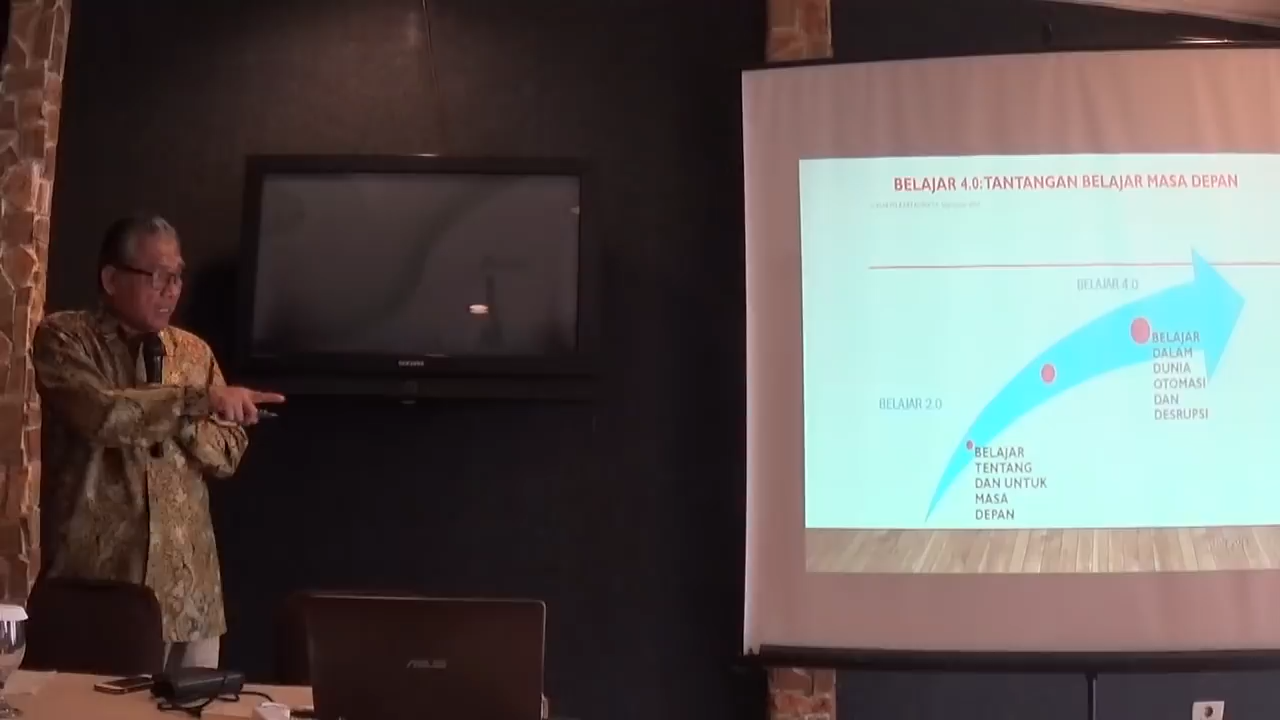 BELAJAR 4.0: TANTANGAN BELAJAR MASA DEPAN
BELAJAR 4.0
BELAJAR
DALAM
DUNIA
OTOMASI
DAN
DESRUPSI
BELAJAR 2.0
BELAJAR
TENTANG
DAN UNTUK
MASA
DEPAN
ASUS